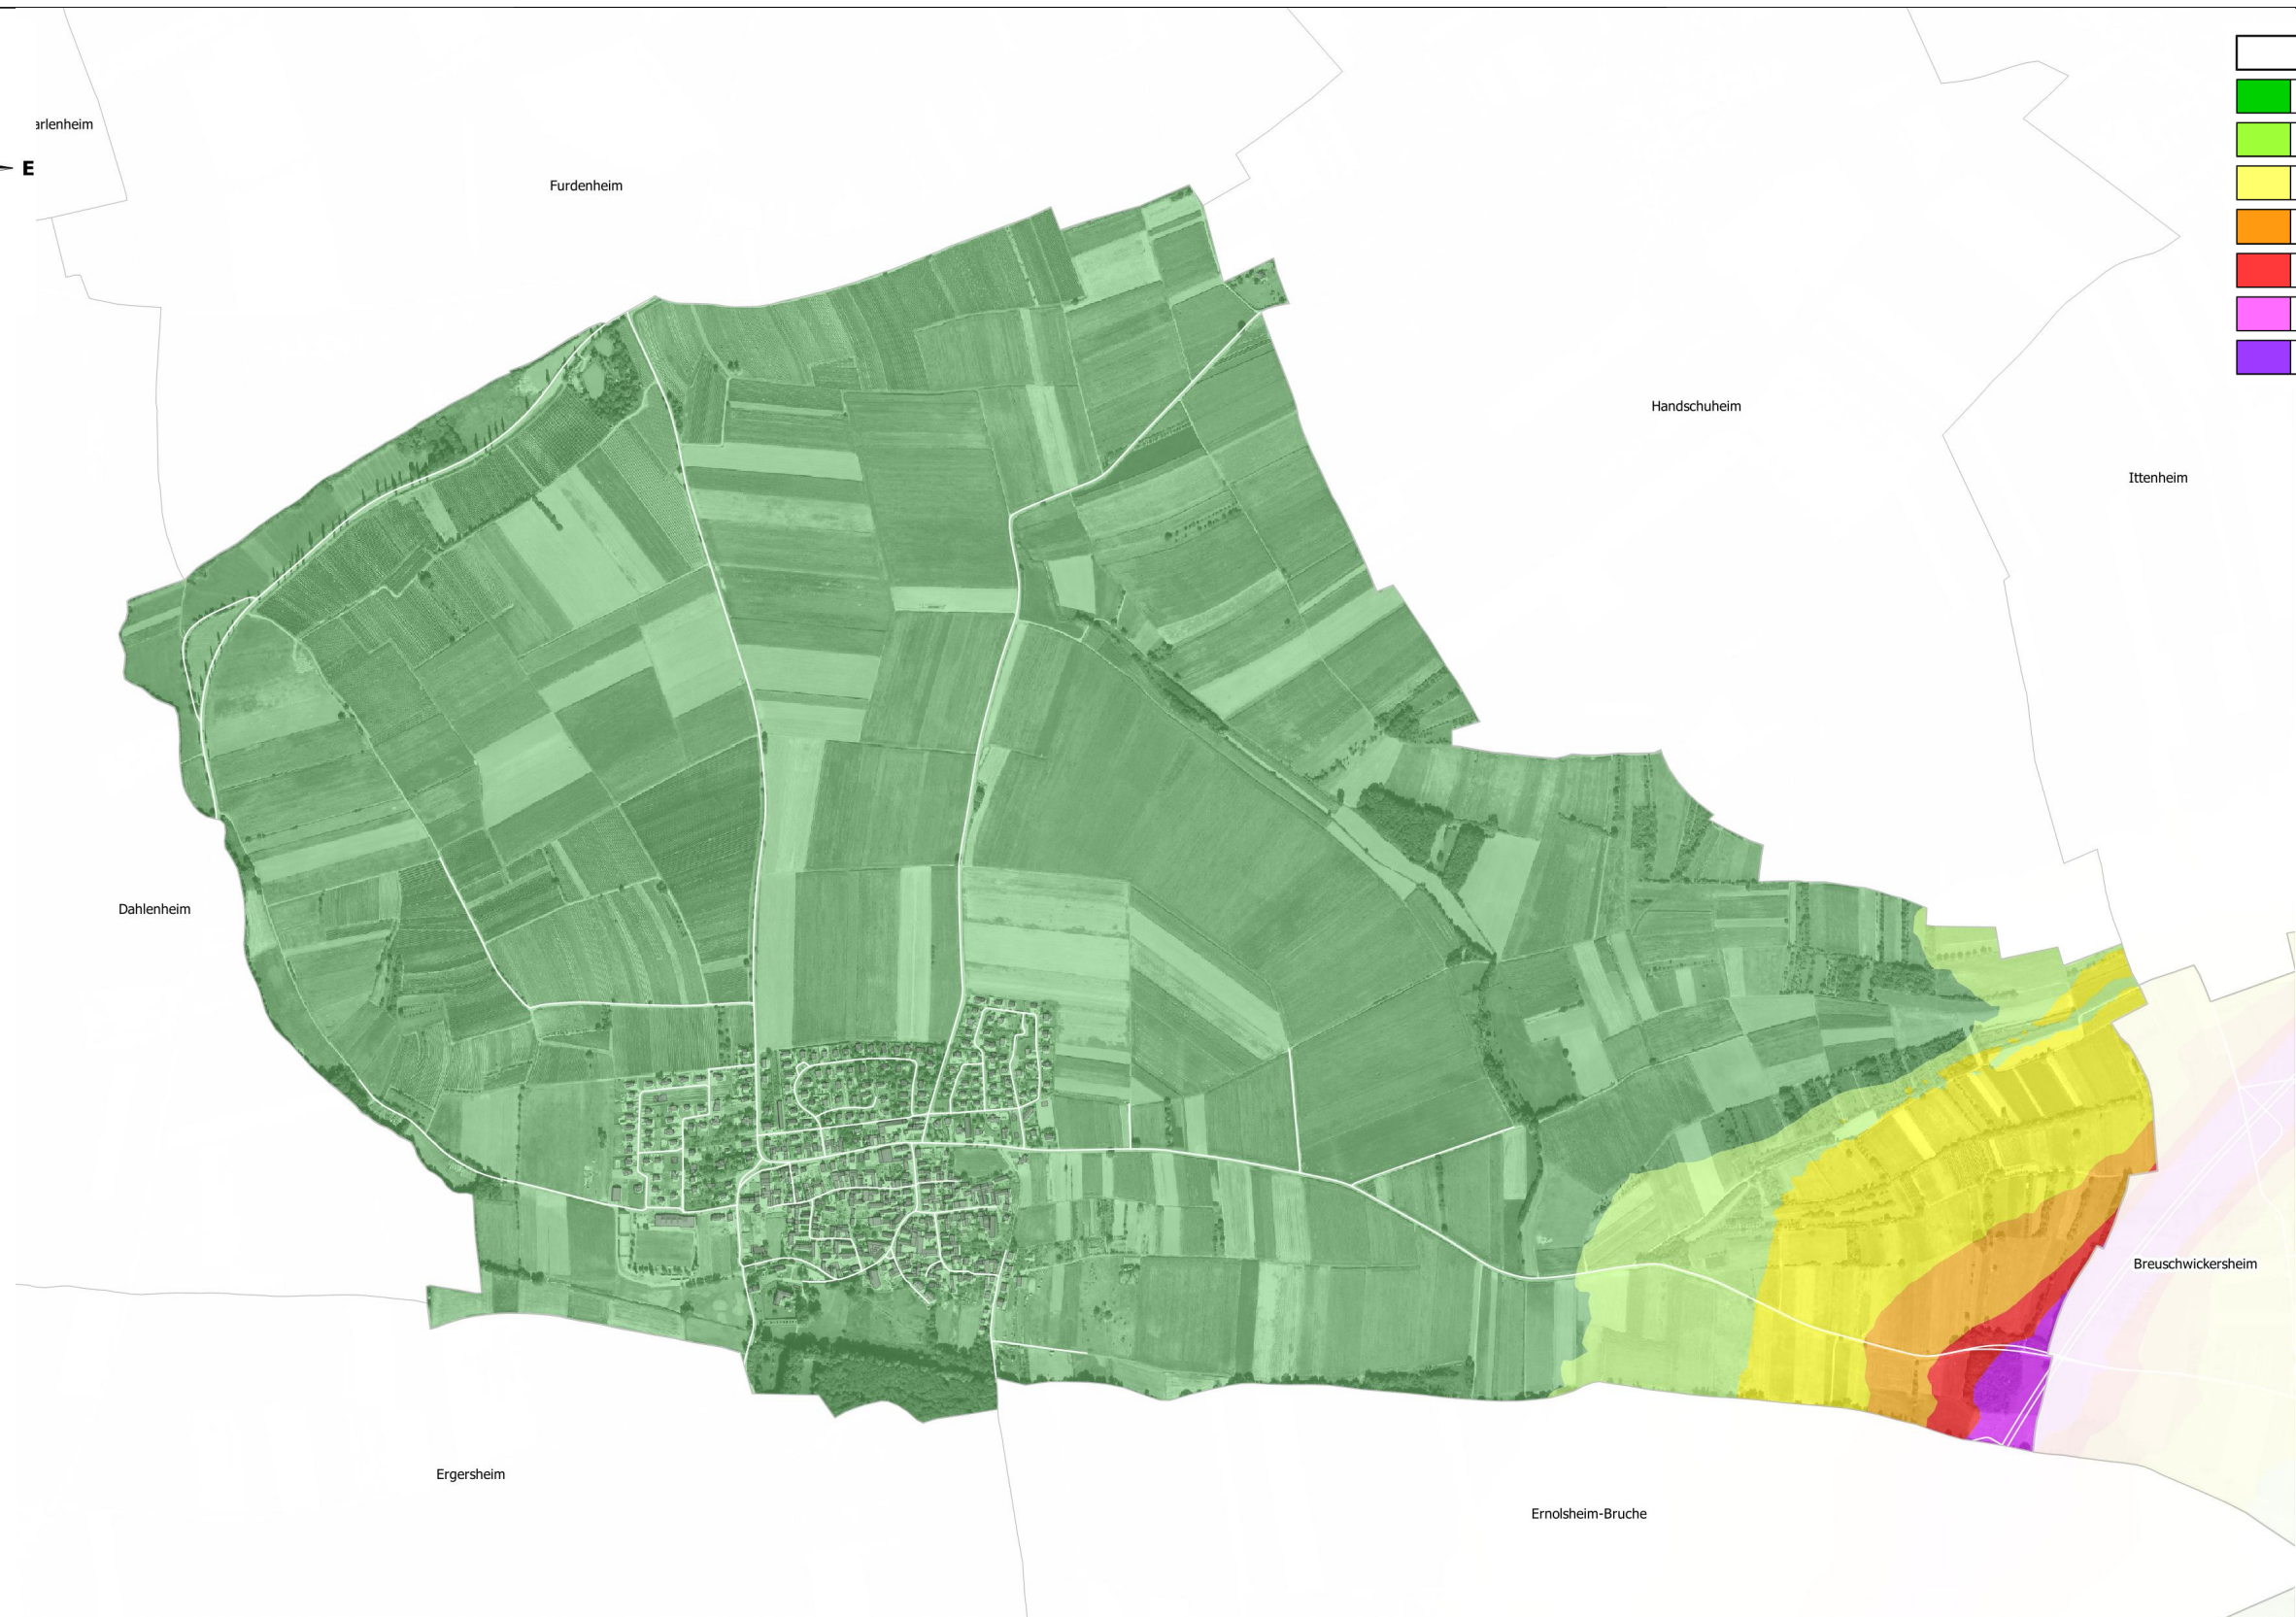 arlenheim
E
Furdenheim
Handschuheim
Ittenheim
Dahlenheim
Breuschwickersheim
Ergersheim
Ernolsheim-Bruche